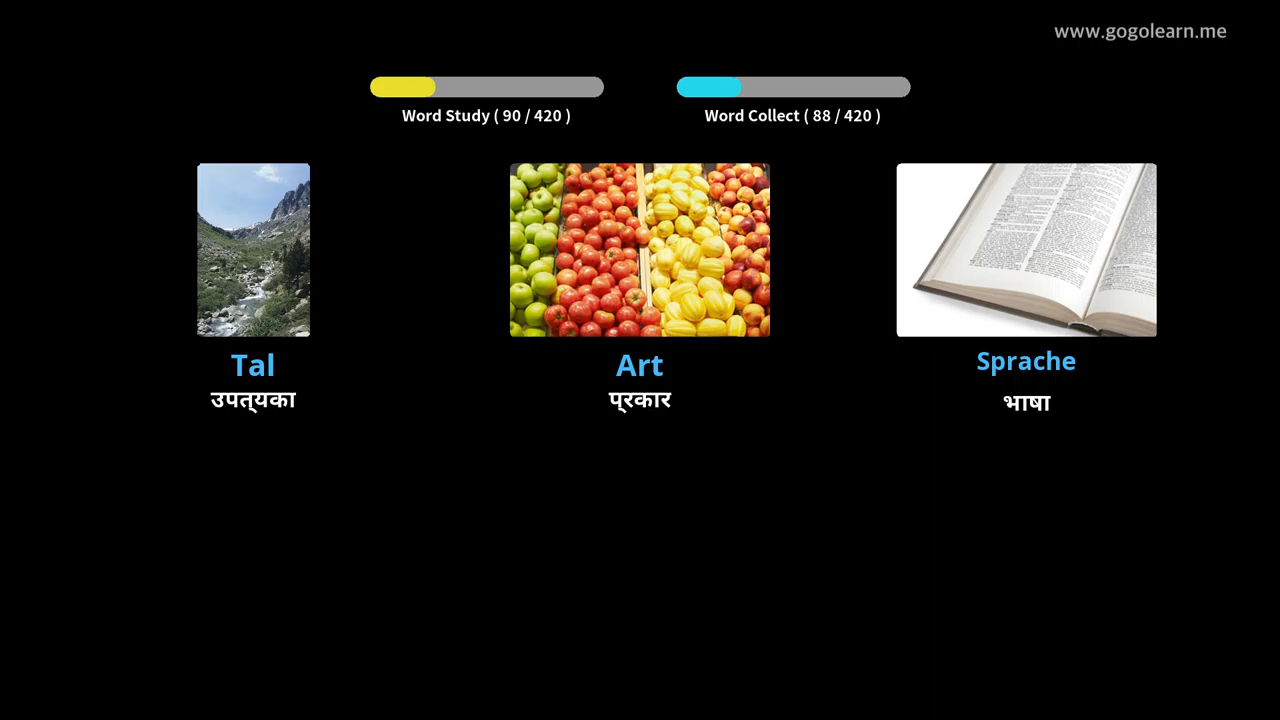 www.gogolearn.me
Word Study ( 90 / 420 )
Word Collect ( 88 / 420 )
Tal
उपत्यका
Art
प्रकार
Sprache
भाषा